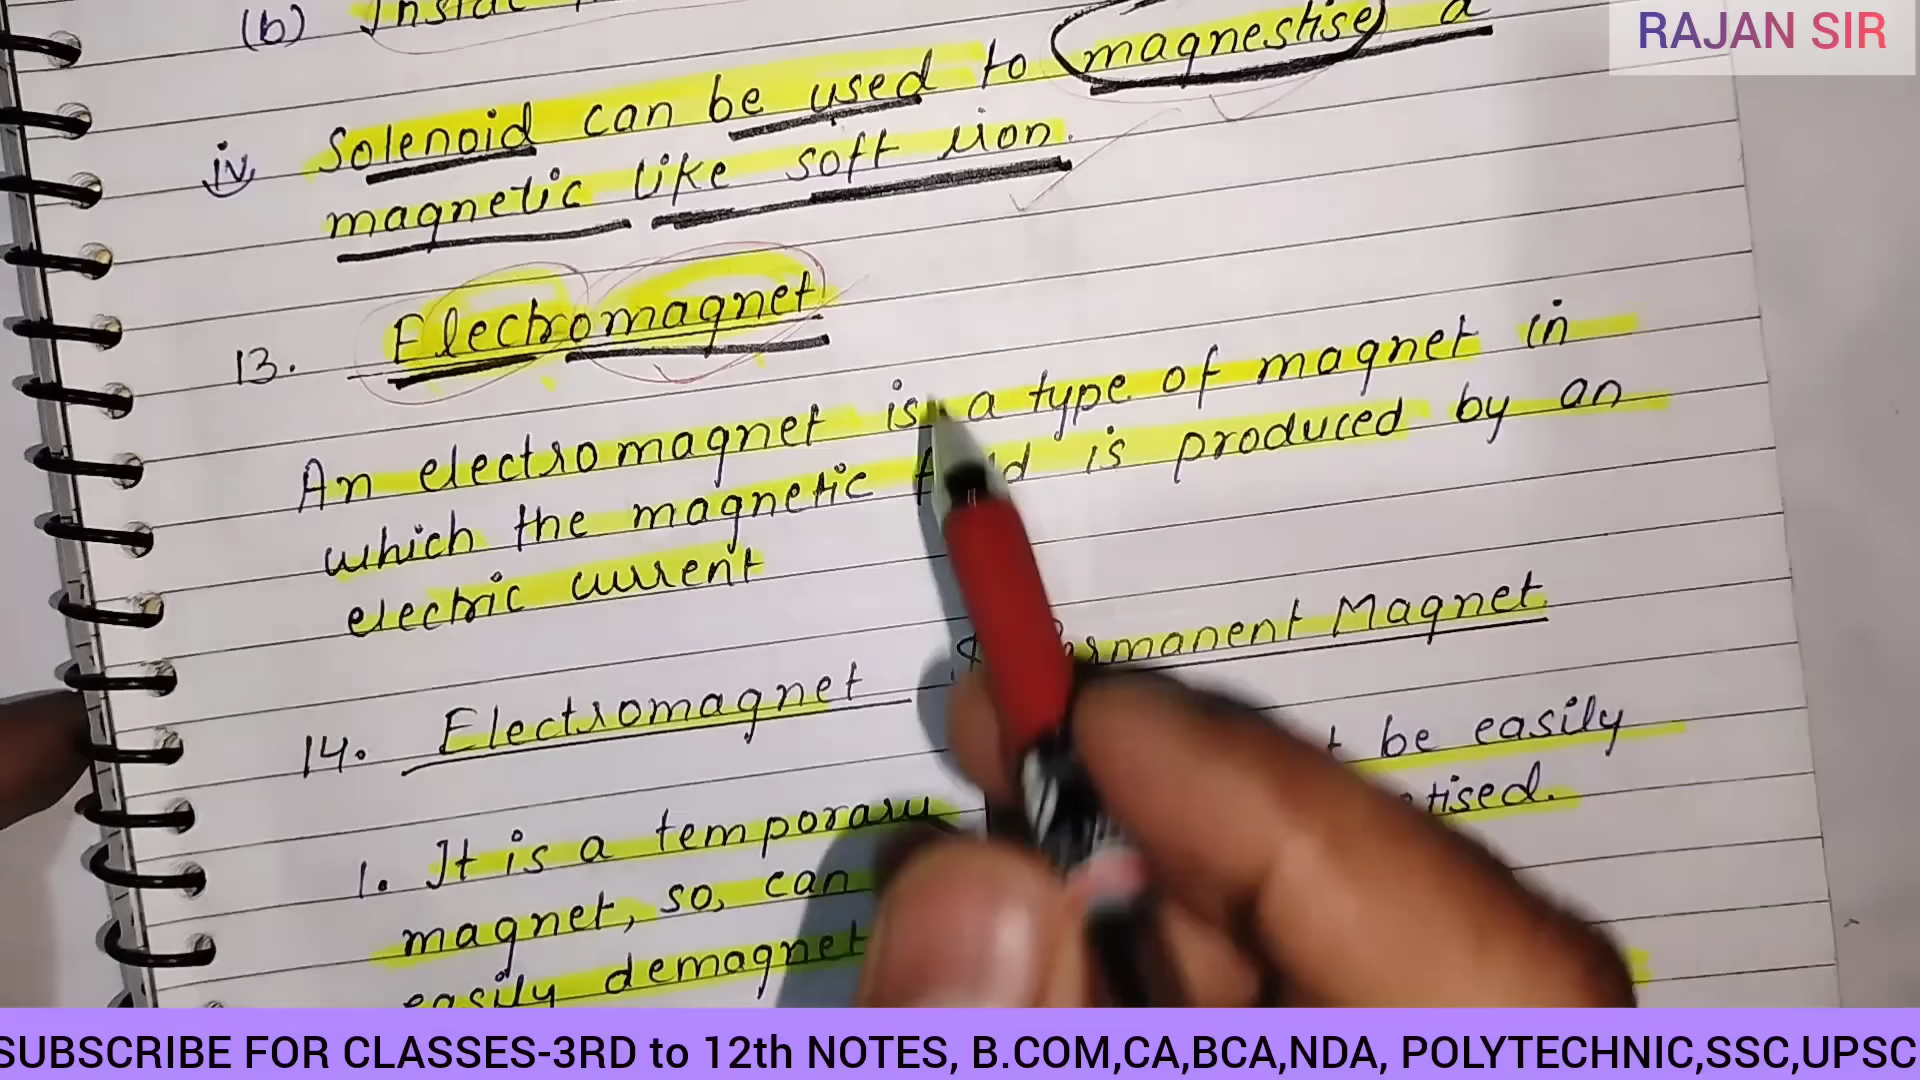 RAJAN SIR
(b) Inside
iv Solenoid can be used to magnestise a
magnetic like soft iron.
13. Electromagnet
An electromagnet is a type of magnet in
which the magnetic is produced by an
electric current
14. Electromagnet & Permanent Magnet
1. It is a temporary be easily
magnet, so, can
easily
SUBSCRIBE FOR CLASSES-3RD to 12th NOTES, B.COM,CA,BCA,NDA, POLYTECHNIC,SSC,UPSC